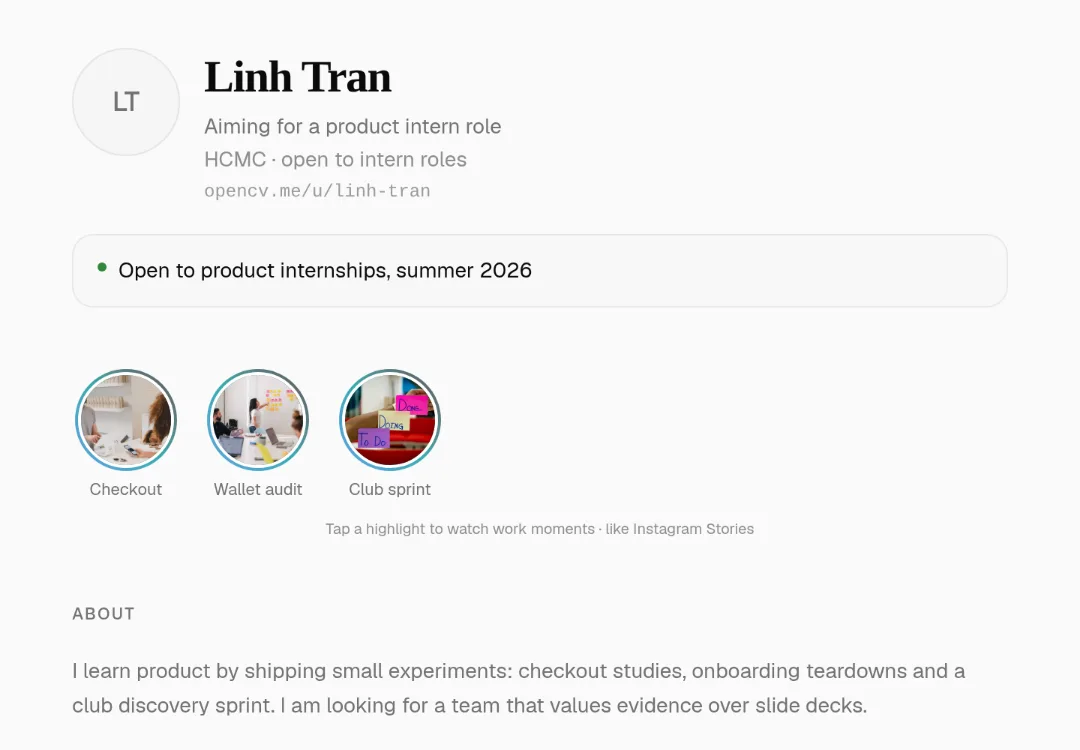 LT
Linh Tran
Aiming for a product intern role
HCMC · open to intern roles
opencv.me/u/linh-tran
Open to product internships, summer 2026
Done
Doing
To Do
Checkout
Wallet audit
Club sprint
Tap a highlight to watch work moments · like Instagram Stories
ABOUT
I learn product by shipping small experiments: checkout studies, onboarding teardowns and a
club discovery sprint. I am looking for a team that values evidence over slide decks.